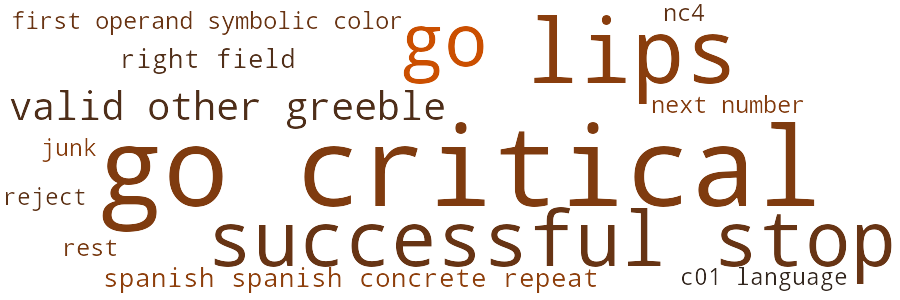 first operand symbolic color
nc4
go
lips
right field
valid other greeble
next number
go critical
junk
reject
successful stop
rest
spanish spanish concrete repeat
c01 language